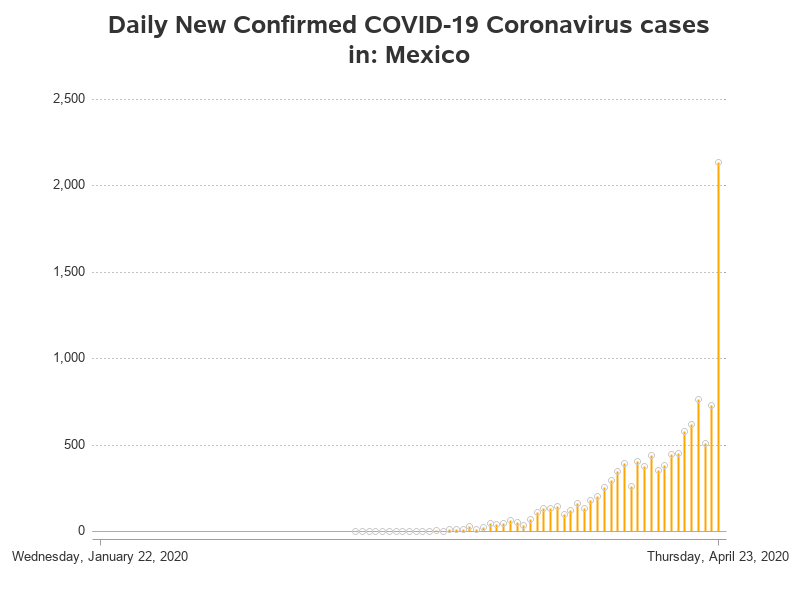 Daily New Confirmed COVID-19 Coronavirus cases
in: Mexico
2,500
2,000
1,500
1,000
500
0
Wednesday, January 22, 2020 Thursday, April 23, 2020